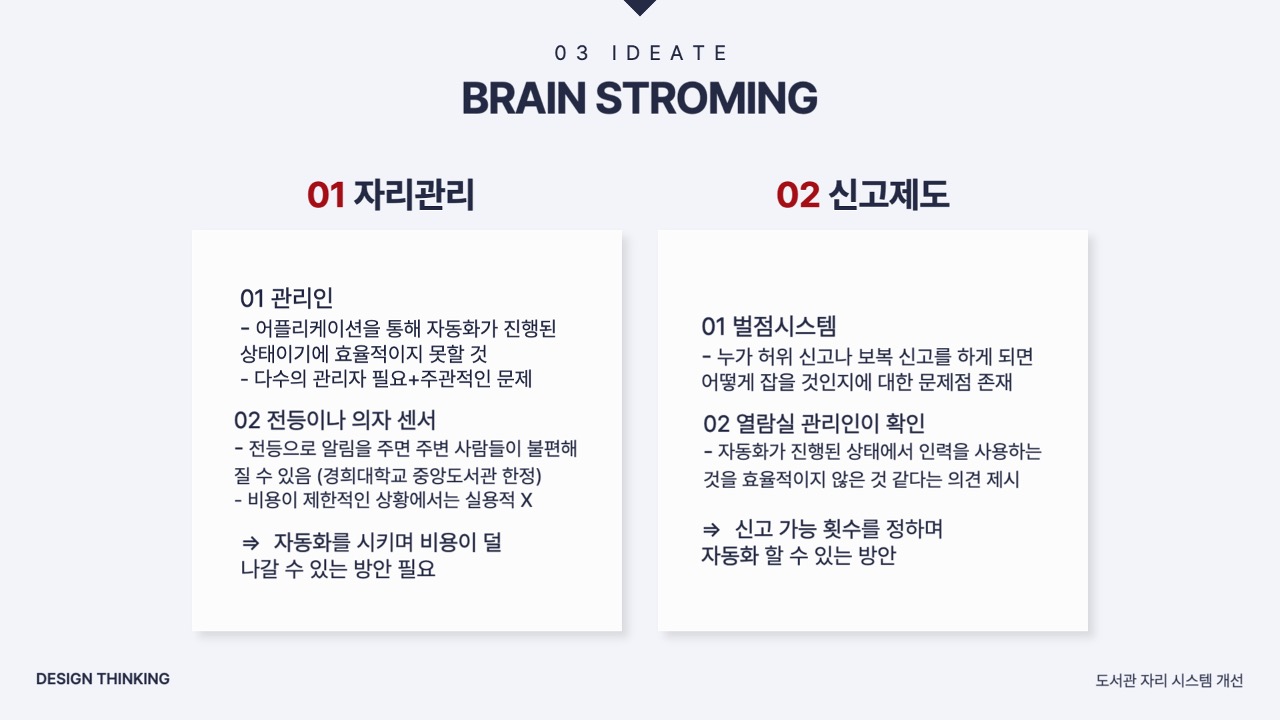 03 IDEATE
BRAIN STROMING
01 자리관리
01 관리인
- 어플리케이션을 통해 자동화가 진행된
상태이기에 효율적이지 못할 것
- 다수의 관리자 필요+주관적인 문제
02 전등이나 의자 센서
- 전등으로 알림을 주면 주변 사람들이 불편해
질 수 있음 (경희대학교 중앙도서관 한정)
- 비용이 제한적인 상황에서는 실용적 X
⇒ 자동화를 시키며 비용이 덜
나갈 수 있는 방안 필요
02 신고제도
01 벌점시스템
- 누가 허위 신고나 보복 신고를 하게 되면
어떻게 잡을 것인지에 대한 문제점 존재
02 열람실 관리인이 확인
- 자동화가 진행된 상태에서 인력을 사용하는
것을 효율적이지 않은 것 같다는 의견 제시
⇒ 신고 가능 횟수를 정하며
자동화 할 수 있는 방안
DESIGN THINKING
도서관 자리 시스템 개선